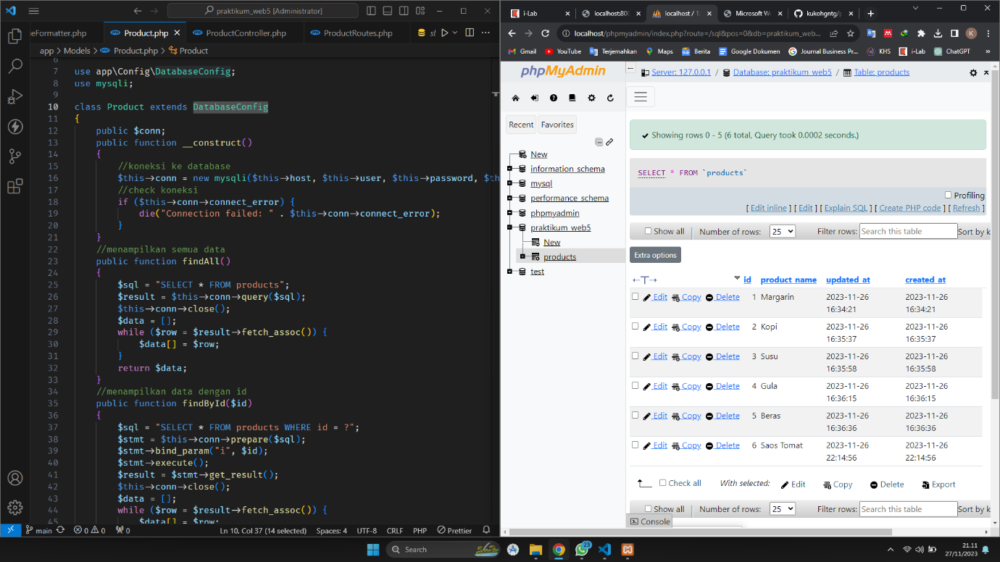 praktikum_web5 [Administrator]
eFormatter.php
Product.php
ProductController.php
ProductRoutes.php
app > Models > Product.php > Product
6
7 use app\Config\DatabaseConfig;
8 use mysqli;
9
10 class Product extends DatabaseConfig
11 {
12 public $conn;
13 public function __construct()
14 {
15 //koneksi ke database
16 $this->conn = new mysqli($this->host, $this->user, $this->password, $th
17 //check koneksi
18 if ($this->conn->connect_error) {
19 die("Connection failed: " . $this->conn->connect_error);
20 }
21 }
22 //menampilkan semua data
23 public function findAll()
24 {
25 $sql = "SELECT * FROM products";
26 $result = $this->conn->query($sql);
27 $this->conn->close();
28 $data = [];
29 while ($row = $result->fetch_assoc()) {
30 $data[] = $row;
31 }
32 return $data;
33 }
34 //menampilkan data dengan id
35 public function findById($id)
36 {
37 $sql = "SELECT * FROM products WHERE id = ?";
38 $stmt = $this->conn->prepare($sql);
39 $stmt->bind_param("i", $id);
40 $stmt->execute();
41 $result = $stmt->get_result();
42 $this->conn->close();
43 $data = [];
44 while ($row = $result->fetch_assoc()) {
45 $data[] = $row;
main 0 0 0 Ln 10, Col 37 (14 selected) Spaces: 4 UTF-8 CRLF PHP Prettier
i-Lab
localhost:800
localhost / 12
Microsoft W
kukohgntg/p
localhost/phpmyadmin/index.php?route=/sql&pos=0&db=praktikum_web...
K
Gmail YouTube Terjemahkan Maps Berita Google Dokumen Journal Business Pr... KHS i-Lab ChatGPT »
phpMyAdmin
Recent Favorites
New
information_schema
mysql
performance_schema
phpmyadmin
praktikum_web5
New
products
test
Server: 127.0.0.1 / Database: praktikum_web5 / Table: products
Showing rows 0 - 5 (6 total, Query took 0.0002 seconds.)
SELECT * FROM `products`
Profiling
[ Edit inline ] [ Edit ] [ Explain SQL ] [ Create PHP code ] [ Refresh ]
Show all Number of rows: 25 Filter rows: Search this table Sort by k
Extra options
←T→ id product_name updated_at created_at
Edit Copy Delete 1 Margarin 2023-11-26 16:34:21 2023-11-26 16:34:21
Edit Copy Delete 2 Kopi 2023-11-26 16:35:37 2023-11-26 16:35:37
Edit Copy Delete 3 Susu 2023-11-26 16:35:58 2023-11-26 16:35:58
Edit Copy Delete 4 Gula 2023-11-26 16:36:15 2023-11-26 16:36:15
Edit Copy Delete 5 Beras 2023-11-26 16:36:36 2023-11-26 16:36:36
Edit Copy Delete 6 Saos Tomat 2023-11-26 22:14:56 2023-11-26 22:14:56
Check all With selected: Edit Copy Delete Export
Show all Number of rows: 25 Filter rows: Search this table Sort by k
Console
Search
23
21.11
27/11/2023